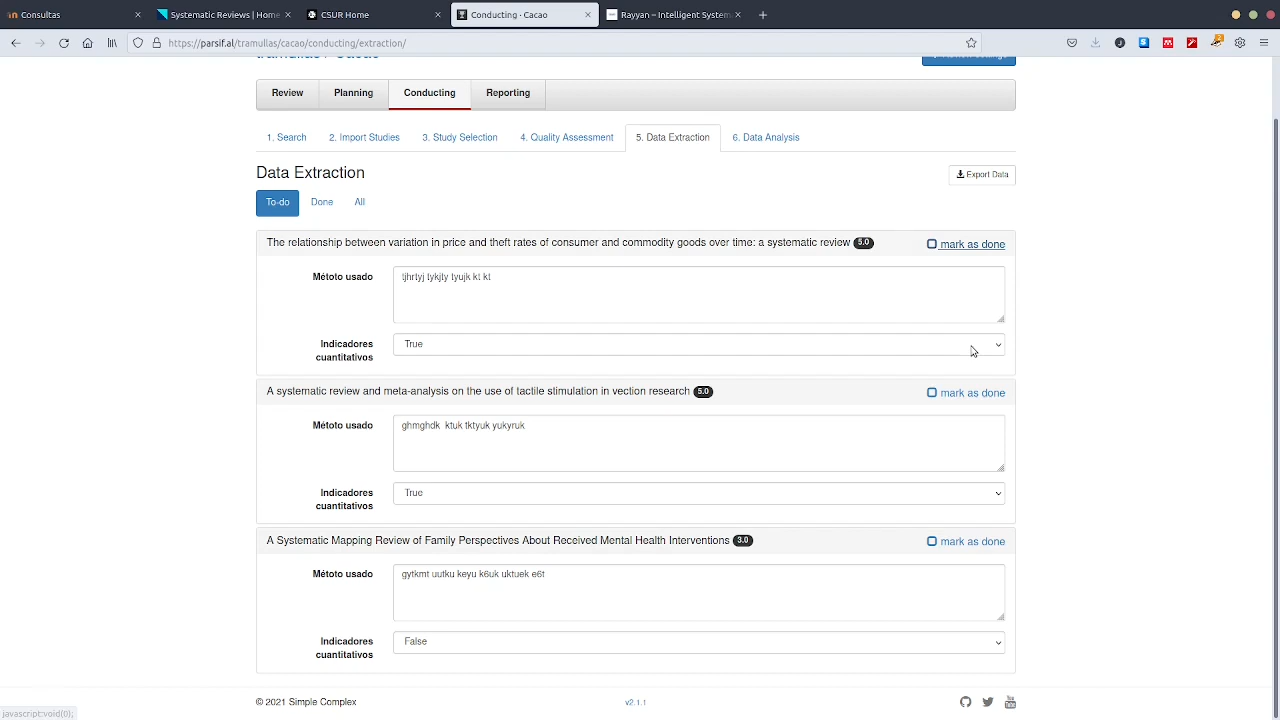 Consultas
Systematic Reviews | Home
CSUR Home
Conducting · Cacao
Rayyan – Intelligent System
https://parsif.al/tramullas/cacao/conducting/extraction/
Review
Planning
Conducting
Reporting
1. Search
2. Import Studies
3. Study Selection
4. Quality Assessment
5. Data Extraction
6. Data Analysis
Data Extraction
Export Data
To-do
Done
All
The relationship between variation in price and theft rates of consumer and commodity goods over time: a systematic review 5.0
mark as done
Métoto usado
tjhrtyj tykjty tyujk kt kt
Indicadores
cuantitativos
True
A systematic review and meta-analysis on the use of tactile stimulation in vection research 5.0
mark as done
Métoto usado
ghmghdk ktuk tktyuk yukyruk
Indicadores
cuantitativos
True
A Systematic Mapping Review of Family Perspectives About Received Mental Health Interventions 3.0
mark as done
Métoto usado
gytkmt uutku keyu k6uk uktuek e6t
Indicadores
cuantitativos
False
© 2021 Simple Complex
v2.1.1
javascript:void(0);